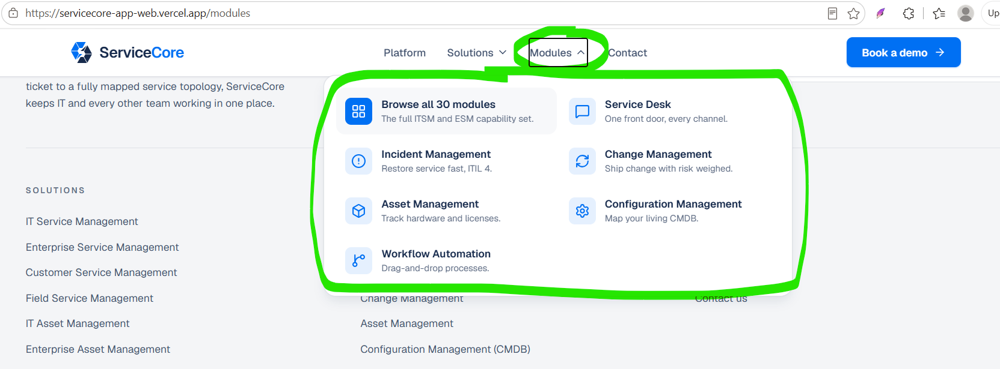 https://servicecore-app-web.vercel.app/modules
ServiceCore
Platform
Solutions
Modules
Contact
Book a demo
ticket to a fully mapped service topology, ServiceCore
keeps IT and every other team working in one place.
Browse all 30 modules
The full ITSM and ESM capability set.
Service Desk
One front door, every channel.
Incident Management
Restore service fast, ITIL 4.
Change Management
Ship change with risk weighed.
Asset Management
Track hardware and licenses.
Configuration Management
Map your living CMDB.
Workflow Automation
Drag-and-drop processes.
SOLUTIONS
IT Service Management
Enterprise Service Management
Customer Service Management
Field Service Management
IT Asset Management
Enterprise Asset Management
Change Management
Asset Management
Configuration Management (CMDB)
Contact us